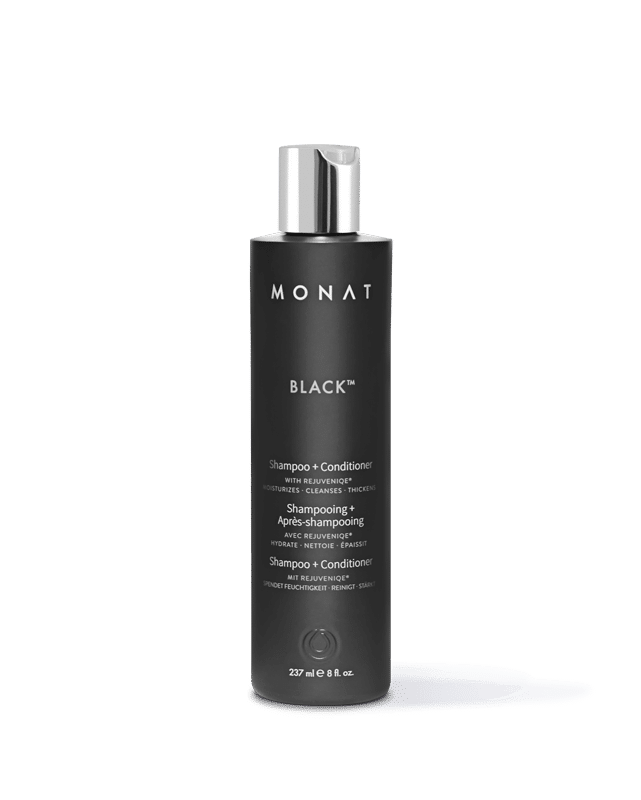 MONAT
BLACK™
Shampoo + Conditioner
WITH REJUVENIQE®
MOISTURIZES - CLEANSES - THICKENS
Shampooing +
Après-shampooing
AVEC REJUVENIQE®
HYDRATE - NETTOIE - ÉPAISSIT
Shampoo + Conditioner
MIT REJUVENIQE®
SPENDET FEUCHTIGKEIT - REINIGT - STÄRKT
237 ml ℮ 8 fl. oz.